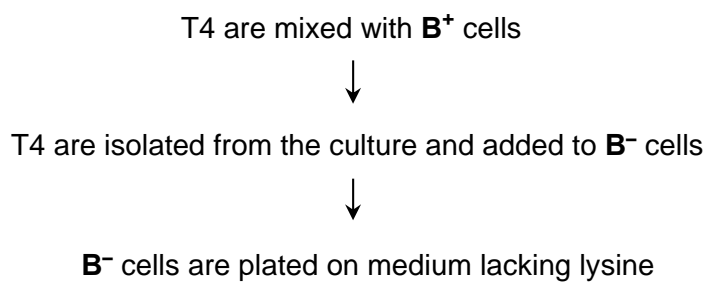 T4 are mixed with B⁺ cells
T4 are isolated from the culture and added to B⁻ cells
B⁻ cells are plated on medium lacking lysine